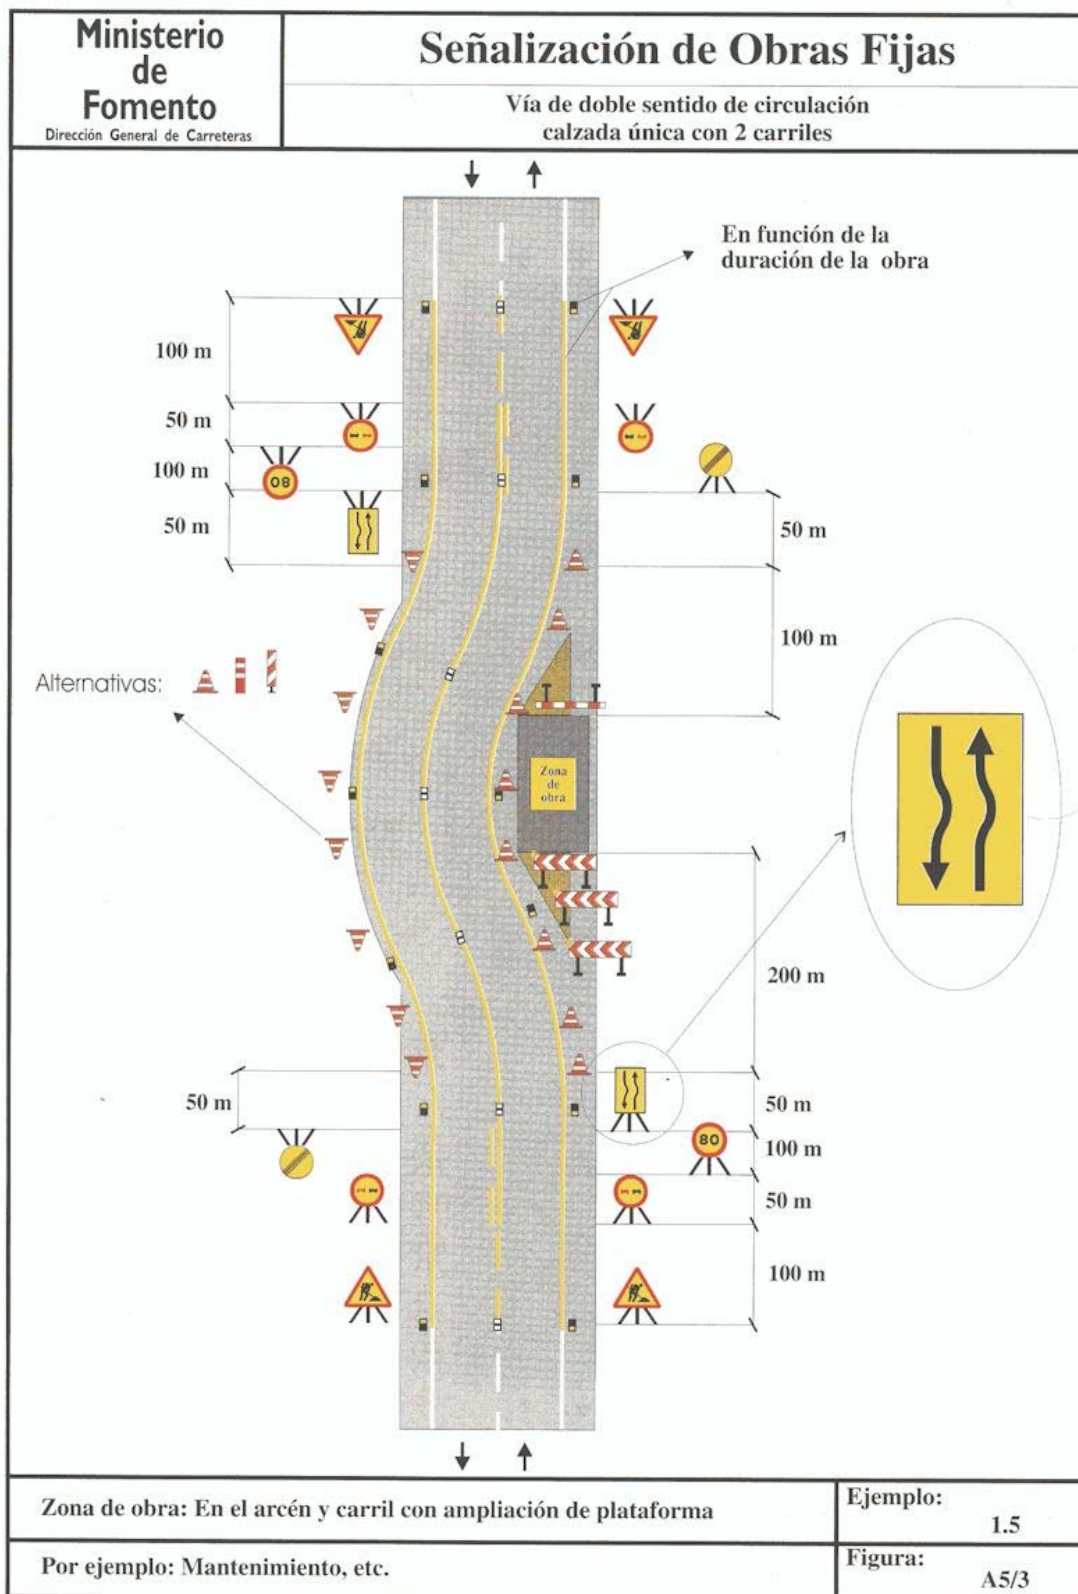 Ministerio
de
Fomento
Dirección General de Carreteras
Señalización de Obras Fijas
Vía de doble sentido de circulación
calzada única con 2 carriles
En función de la
duración de la obra
100 m
50 m
100 m
80
50 m
50 m
100 m
Alternativas:
Zona
de
obra
200 m
50 m
50 m
80
100 m
50 m
100 m
Zona de obra: En el arcén y carril con ampliación de plataforma
Ejemplo:
1.5
Por ejemplo: Mantenimiento, etc.
Figura:
A5/3